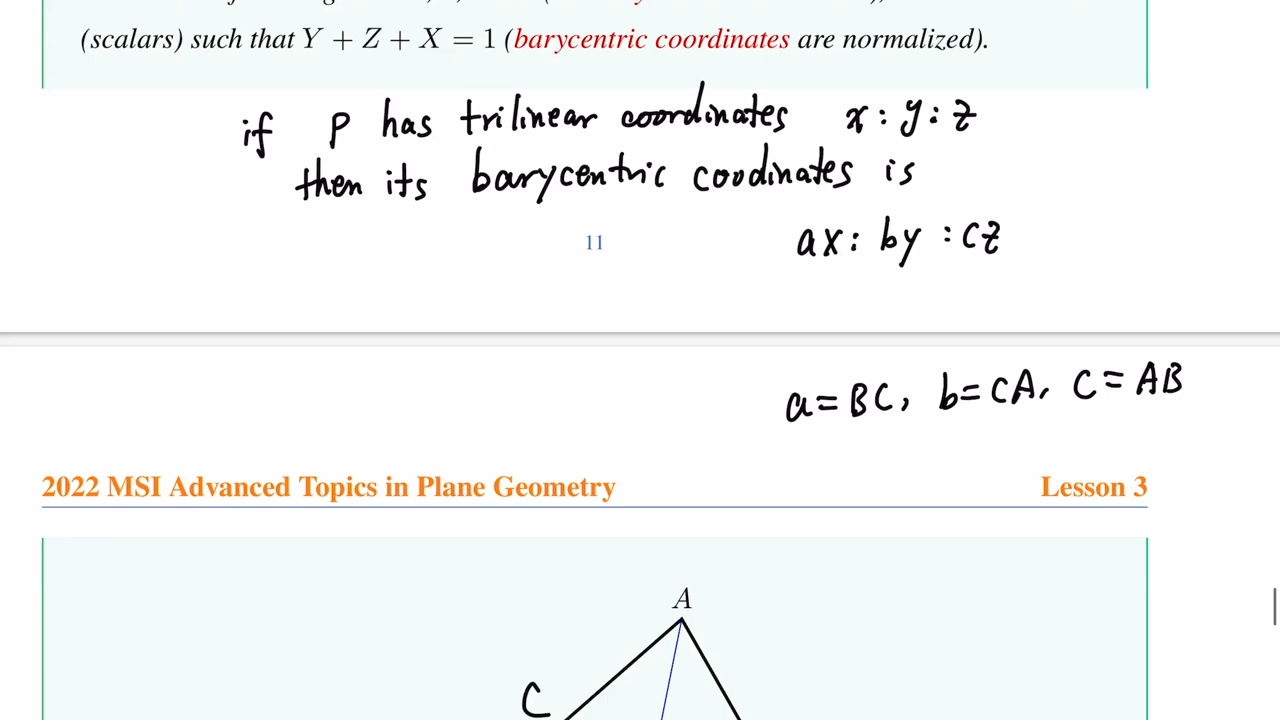 (scalars) such that Y + Z + X = 1 (barycentric coordinates are normalized).
if P has trilinear coordinates x : y : z
then its barycentric coodinates is
11
ax : by : cz
a = BC, b = CA, C = AB
2022 MSI Advanced Topics in Plane Geometry Lesson 3
A
C